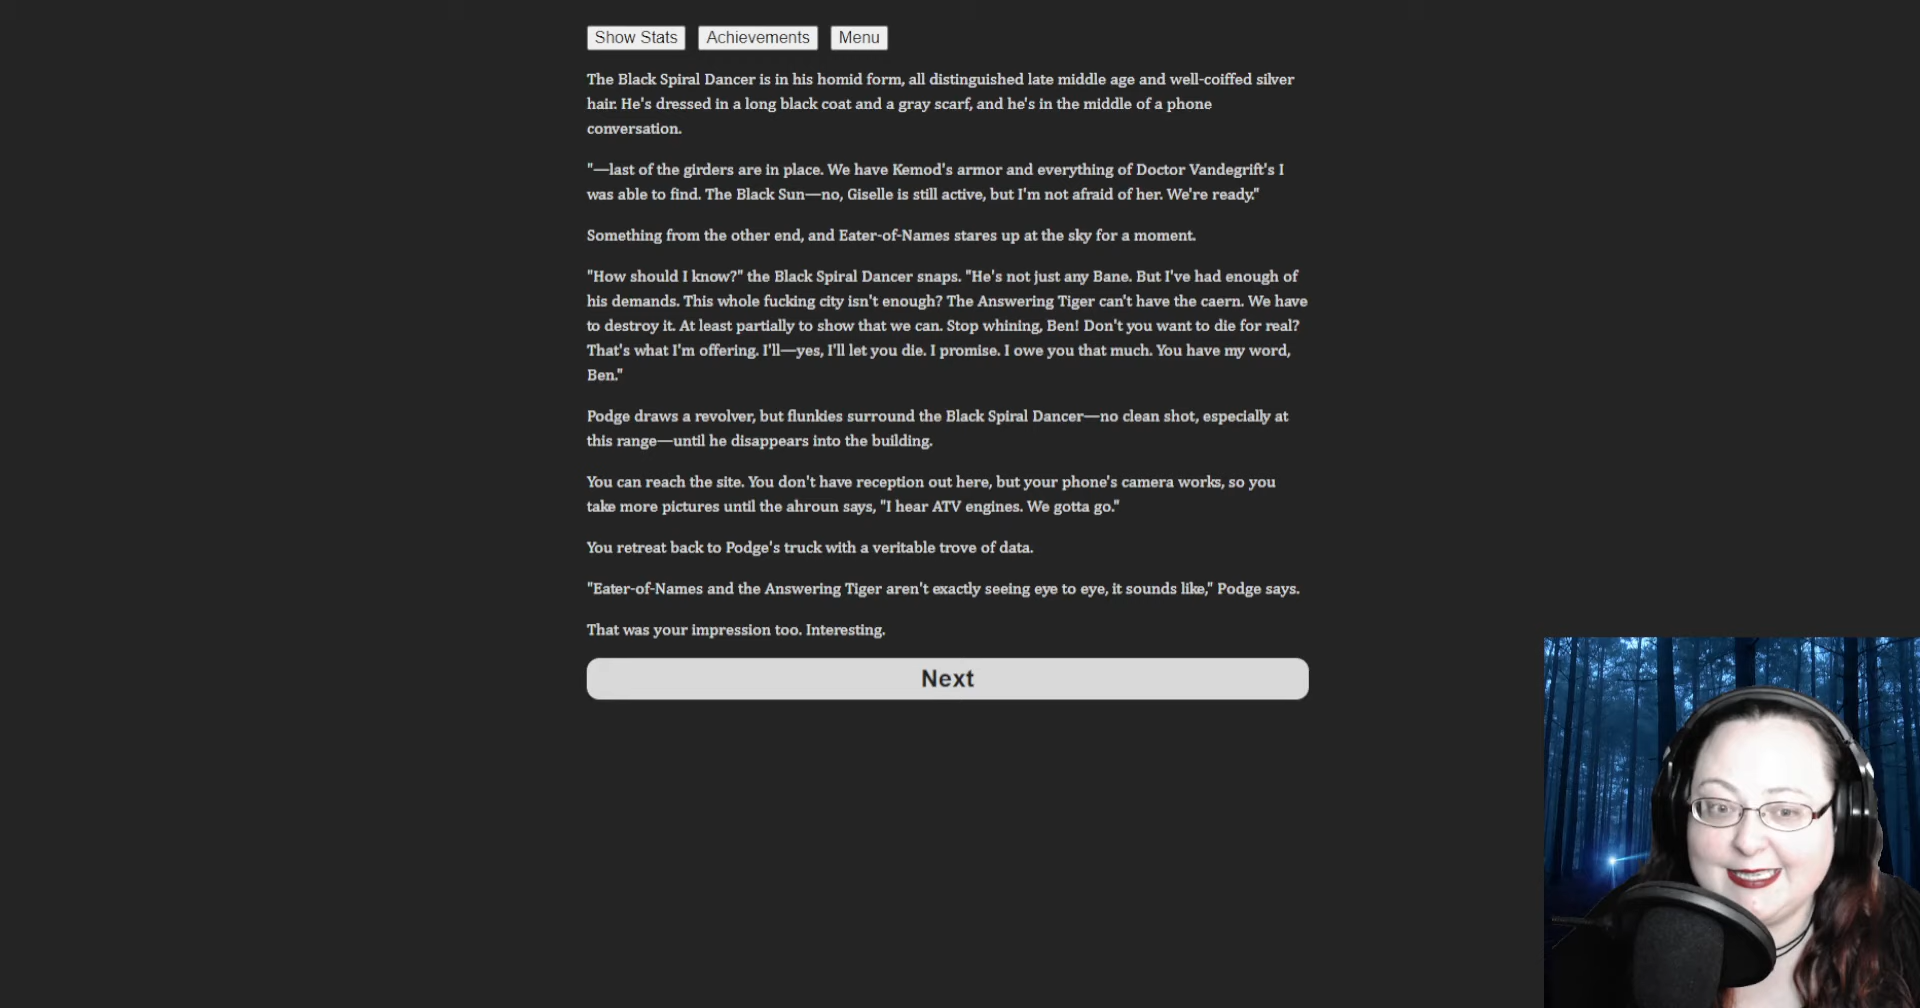 Show Stats
Achievements
Menu
The Black Spiral Dancer is in his homid form, all distinguished late middle age and well-coiffed silver
hair. He's dressed in a long black coat and a gray scarf, and he's in the middle of a phone
conversation.
"—last of the girders are in place. We have Kemod's armor and everything of Doctor Vandegrift's I
was able to find. The Black Sun—no, Giselle is still active, but I'm not afraid of her. We're ready."
Something from the other end, and Eater-of-Names stares up at the sky for a moment.
"How should I know?" the Black Spiral Dancer snaps. "He's not just any Bane. But I've had enough of
his demands. This whole fucking city isn't enough? The Answering Tiger can't have the caern. We have
to destroy it. At least partially to show that we can. Stop whining, Ben! Don't you want to die for real?
That's what I'm offering. I'll—yes, I'll let you die. I promise. I owe you that much. You have my word,
Ben."
Podge draws a revolver, but flunkies surround the Black Spiral Dancer—no clean shot, especially at
this range—until he disappears into the building.
You can reach the site. You don't have reception out here, but your phone's camera works, so you
take more pictures until the ahroun says, "I hear ATV engines. We gotta go."
You retreat back to Podge's truck with a veritable trove of data.
"Eater-of-Names and the Answering Tiger aren't exactly seeing eye to eye, it sounds like," Podge says.
That was your impression too. Interesting.
Next